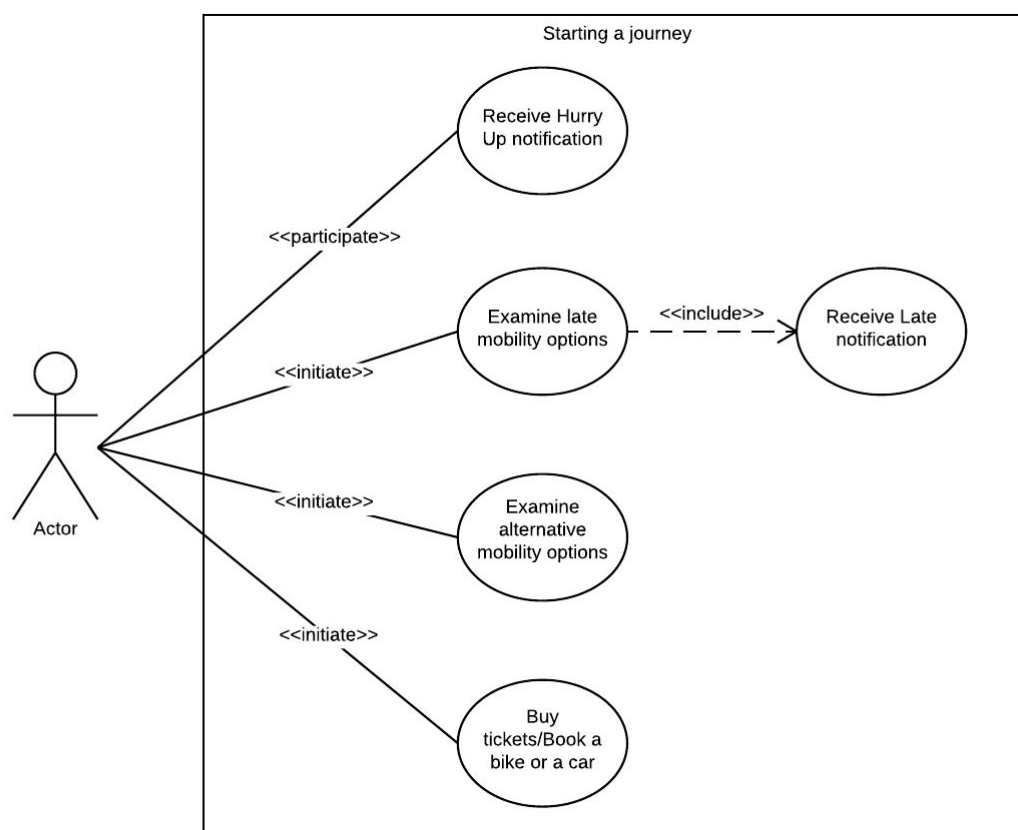 Starting a journey
Receive Hurry
Up notification
<<participate>>
Examine late
mobility options
<<include>>
Receive Late
notification
<<initiate>>
Actor
<<initiate>>
Examine
alternative
mobility options
<<initiate>>
Buy
tickets/Book a
bike or a car